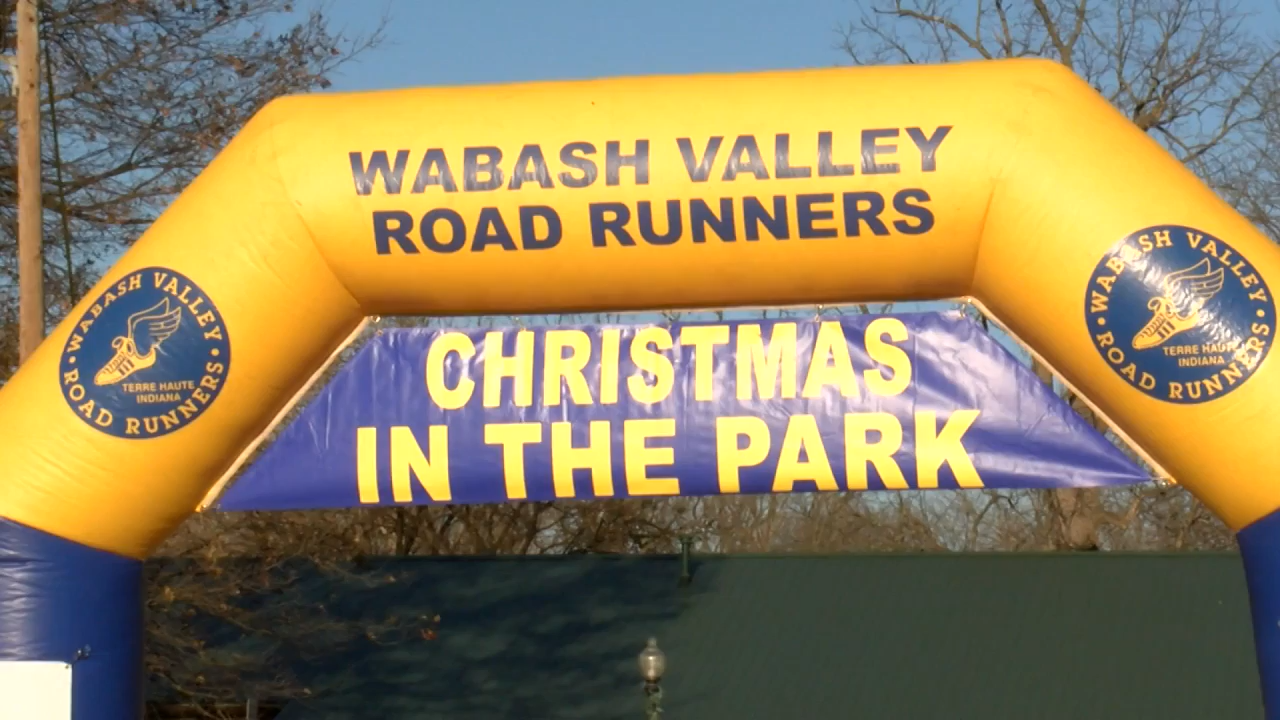 WABASH VALLEY
ROAD RUNNERS
CHRISTMAS
IN THE PARK
WABASH VALLEY
TERRE HAUTE
INDIANA
ROAD RUNNERS
WABASH VALLEY
TERRE HAUTE
INDIANA
ROAD RUNNERS